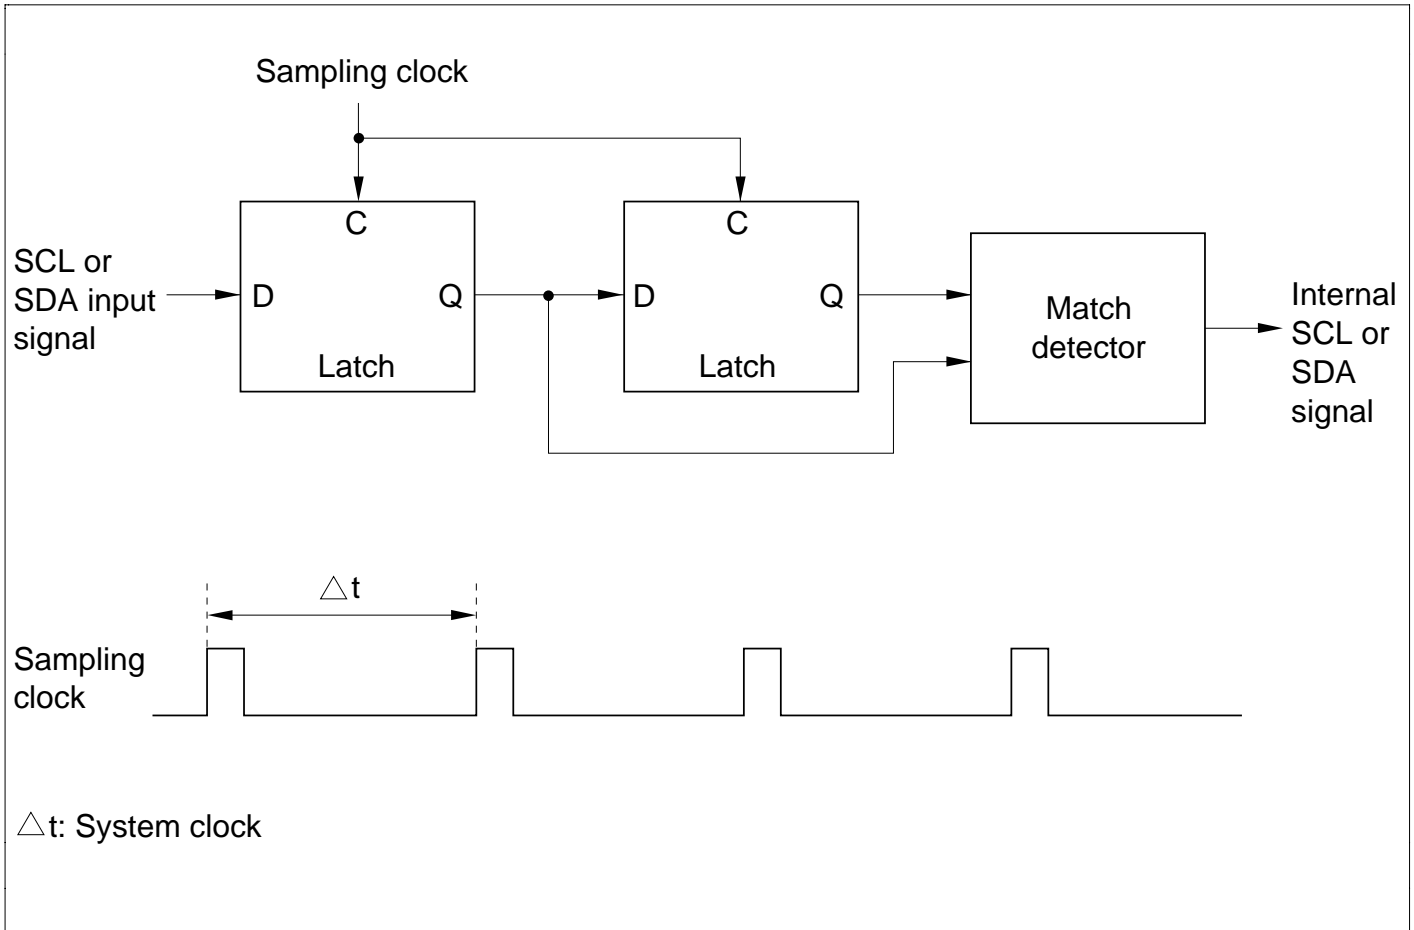 Sampling clock
C
C
SCL or
SDA input
signal
D
Q
D
Q
Latch
Latch
Match
detector
Internal
SCL or
SDA
signal
△t
Sampling
clock
△t: System clock